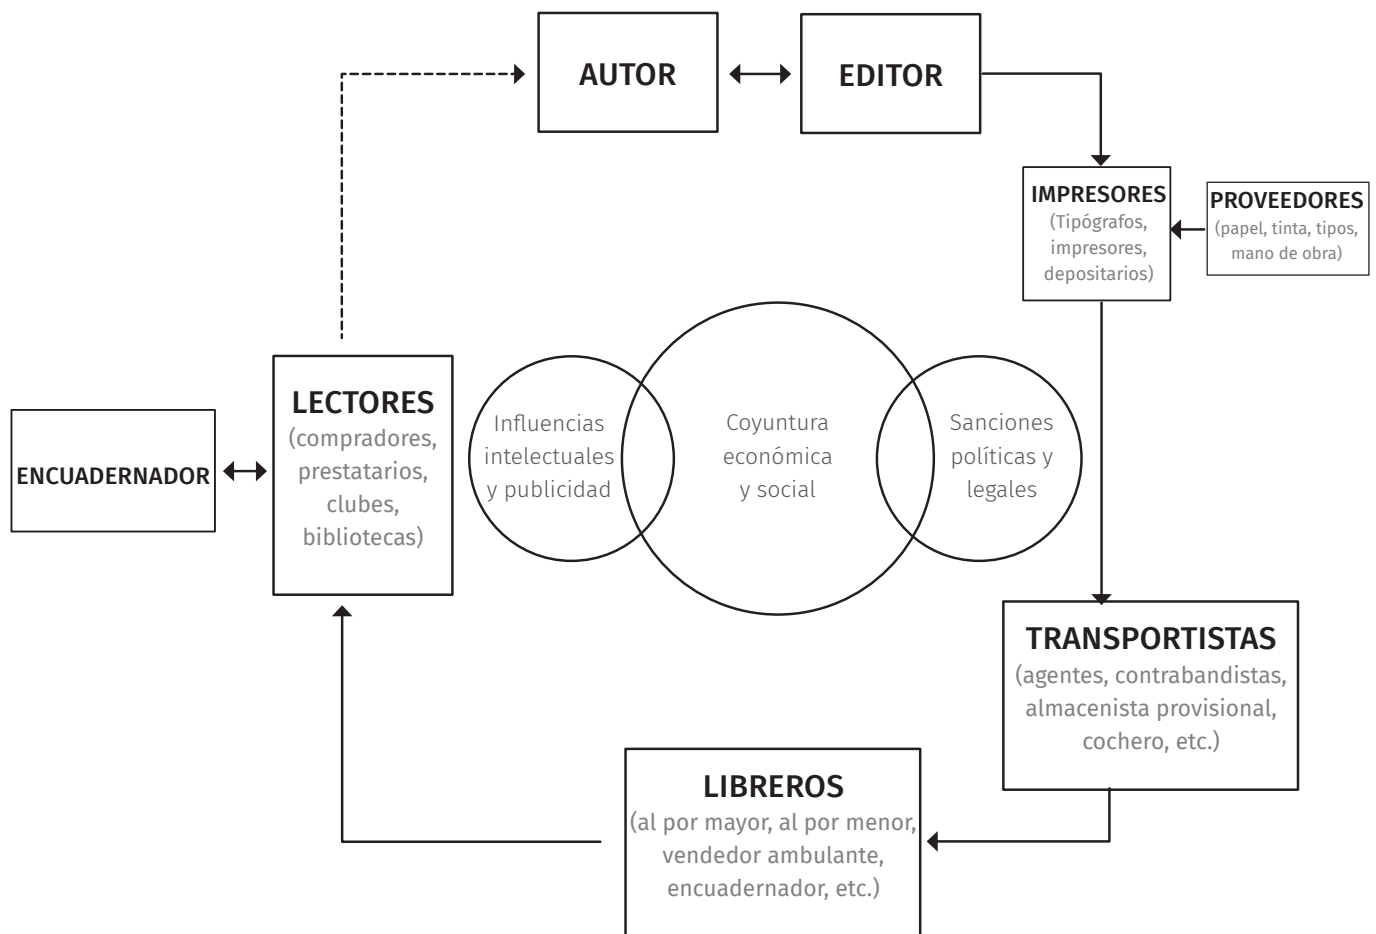 AUTOR
EDITOR
IMPRESORES
(Tipógrafos,
impresores,
depositarios)
PROVEEDORES
(papel, tinta, tipos,
mano de obra)
LECTORES
(compradores,
prestatarios,
clubes,
bibliotecas)
ENCUADERNADOR
Influencias
intelectuales
y publicidad
Coyuntura
económica
y social
Sanciones
políticas y
legales
TRANSPORTISTAS
(agentes, contrabandistas,
almacenista provisional,
cochero, etc.)
LIBREROS
(al por mayor, al por menor,
vendedor ambulante,
encuadernador, etc.)